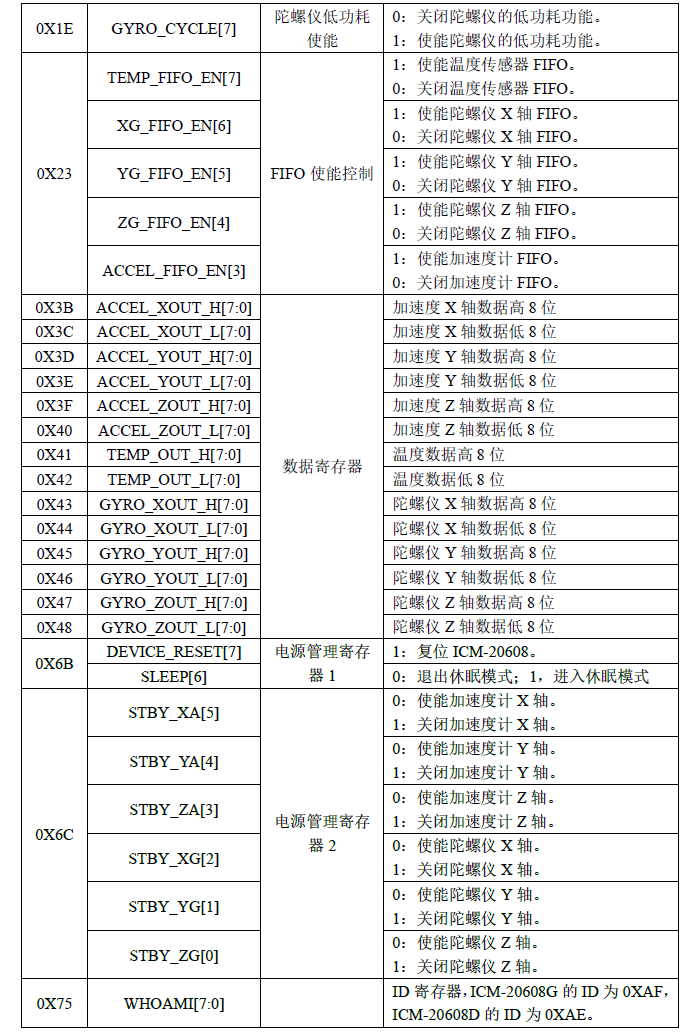 0X1E GYRO_CYCLE[7] 陀螺仪低功耗使能 0：关闭陀螺仪的低功耗功能。
1：使能陀螺仪的低功耗功能。
0X23 TEMP_FIFO_EN[7] FIFO 使能控制 1：使能温度传感器 FIFO。
0：关闭温度传感器 FIFO。
XG_FIFO_EN[6] 1：使能陀螺仪 X 轴 FIFO。
0：关闭陀螺仪 X 轴 FIFO。
YG_FIFO_EN[5] 1：使能陀螺仪 Y 轴 FIFO。
0：关闭陀螺仪 Y 轴 FIFO。
ZG_FIFO_EN[4] 1：使能陀螺仪 Z 轴 FIFO。
0：关闭陀螺仪 Z 轴 FIFO。
ACCEL_FIFO_EN[3] 1：使能加速度计 FIFO。
0：关闭加速度计 FIFO。
0X3B ACCEL_XOUT_H[7:0] 数据寄存器 加速度 X 轴数据高 8 位
0X3C ACCEL_XOUT_L[7:0] 加速度 X 轴数据低 8 位
0X3D ACCEL_YOUT_H[7:0] 加速度 Y 轴数据高 8 位
0X3E ACCEL_YOUT_L[7:0] 加速度 Y 轴数据低 8 位
0X3F ACCEL_ZOUT_H[7:0] 加速度 Z 轴数据高 8 位
0X40 ACCEL_ZOUT_L[7:0] 加速度 Z 轴数据低 8 位
0X41 TEMP_OUT_H[7:0] 温度数据高 8 位
0X42 TEMP_OUT_L[7:0] 温度数据低 8 位
0X43 GYRO_XOUT_H[7:0] 陀螺仪 X 轴数据高 8 位
0X44 GYRO_XOUT_L[7:0] 陀螺仪 X 轴数据低 8 位
0X45 GYRO_YOUT_H[7:0] 陀螺仪 Y 轴数据高 8 位
0X46 GYRO_YOUT_L[7:0] 陀螺仪 Y 轴数据低 8 位
0X47 GYRO_ZOUT_H[7:0] 陀螺仪 Z 轴数据高 8 位
0X48 GYRO_ZOUT_L[7:0] 陀螺仪 Z 轴数据低 8 位
0X6B DEVICE_RESET[7] 电源管理寄存器 1 1：复位 ICM-20608。
SLEEP[6] 0：退出休眠模式；1，进入休眠模式
0X6C STBY_XA[5] 电源管理寄存器 2 0：使能加速度计 X 轴。
1：关闭加速度计 X 轴。
STBY_YA[4] 0：使能加速度计 Y 轴。
1：关闭加速度计 Y 轴。
STBY_ZA[3] 0：使能加速度计 Z 轴。
1：关闭加速度计 Z 轴。
STBY_XG[2] 0：使能陀螺仪 X 轴。
1：关闭陀螺仪 X 轴。
STBY_YG[1] 0：使能陀螺仪 Y 轴。
1：关闭陀螺仪 Y 轴。
STBY_ZG[0] 0：使能陀螺仪 Z 轴。
1：关闭陀螺仪 Z 轴。
0X75 WHOAMI[7:0] ID 寄存器，ICM-20608G 的 ID 为 0XAF，
ICM-20608D 的 ID 为 0XAE。